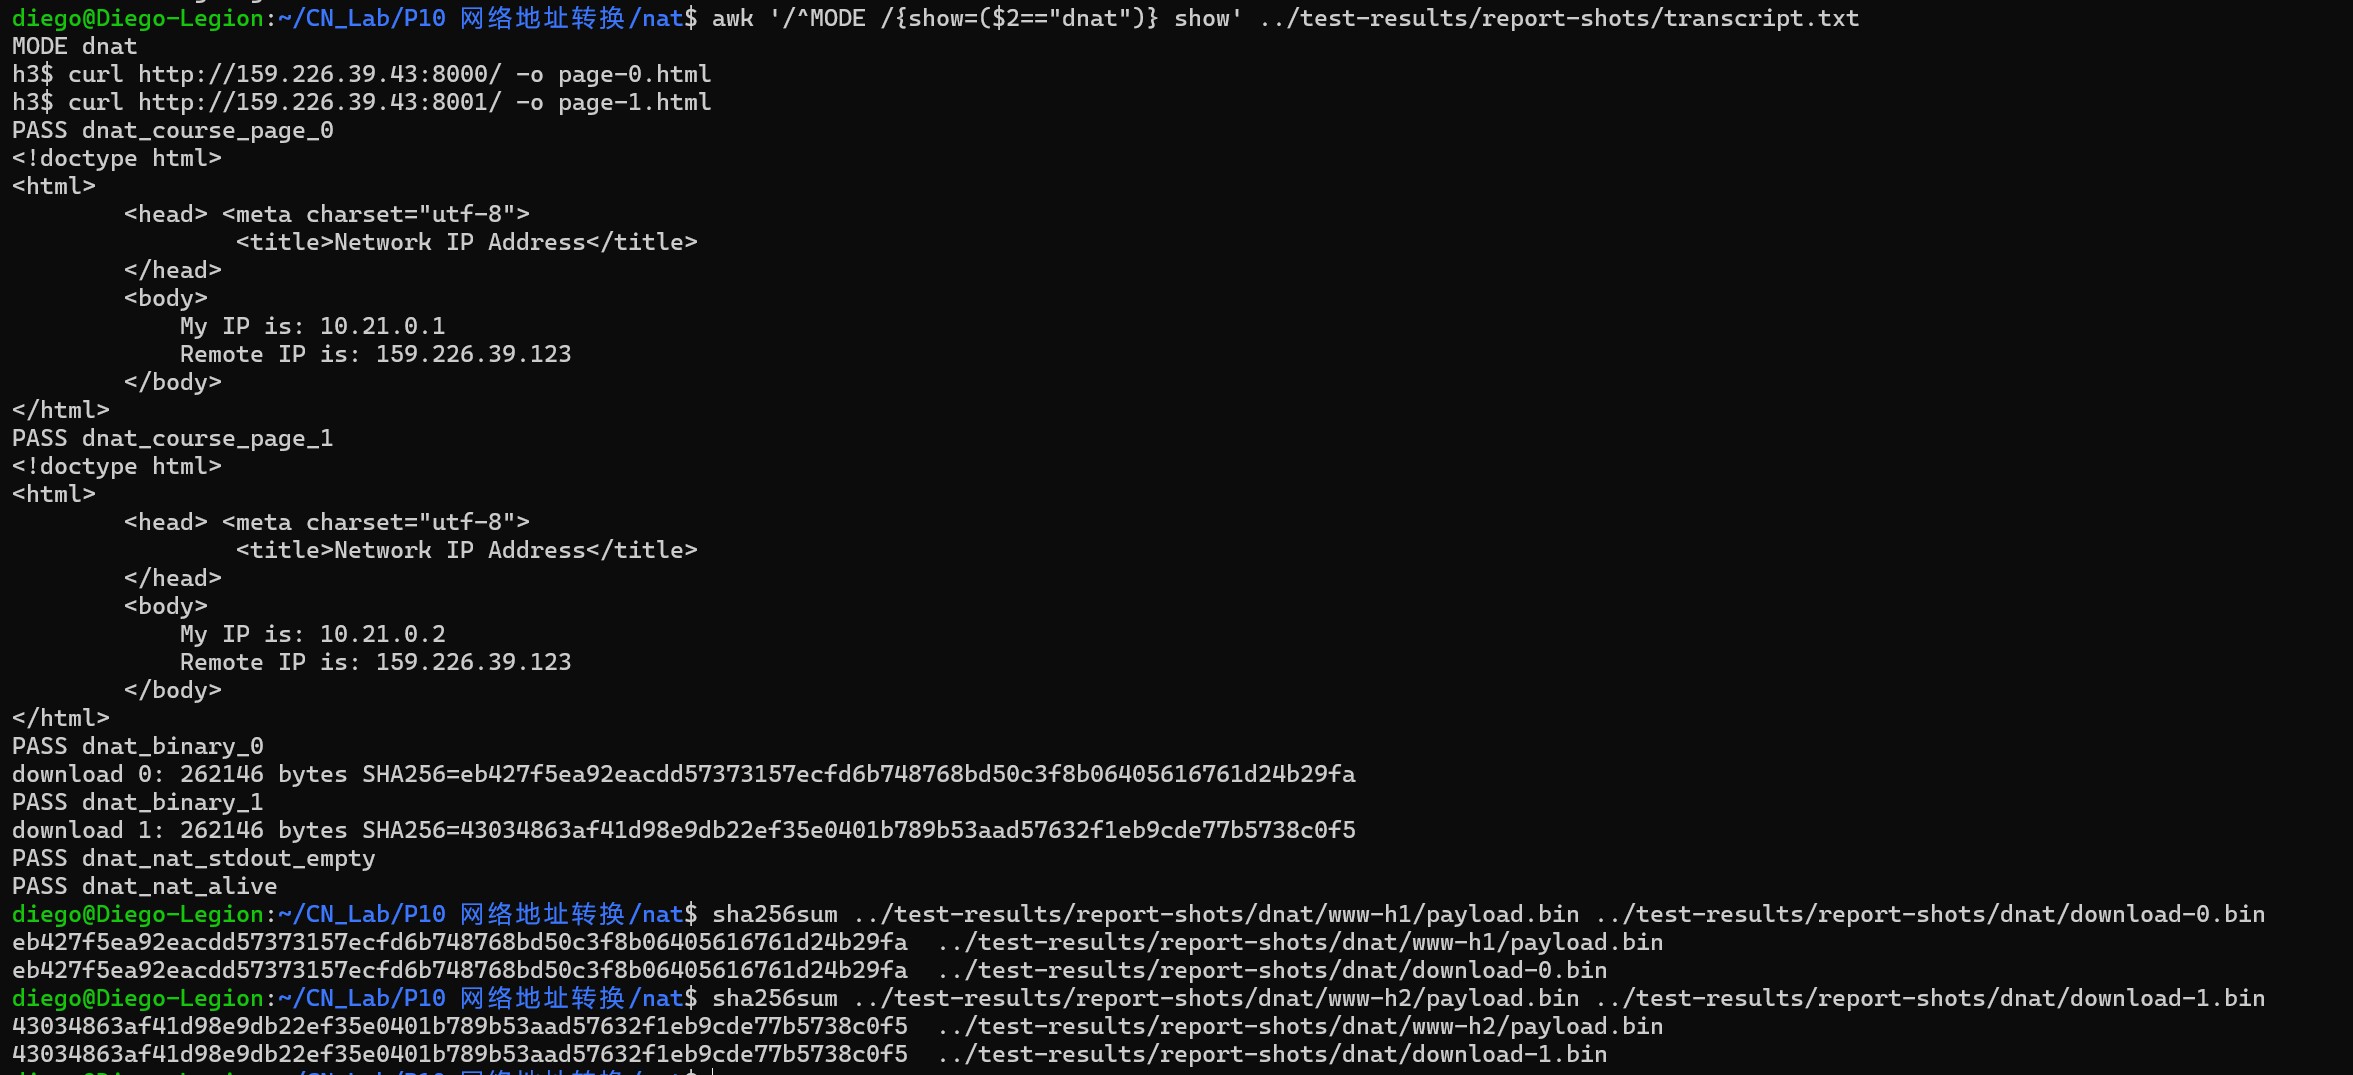 diego@Diego-Legion:~/CN_Lab/P10 网络地址转换/nat$ awk '/^MODE /{show=($2=="dnat")} show' ../test-results/report-shots/transcript.txt
MODE dnat
h3$ curl http://159.226.39.43:8000/ -o page-0.html
h3$ curl http://159.226.39.43:8001/ -o page-1.html
PASS dnat_course_page_0
<!doctype html>
<html>
        <head> <meta charset="utf-8">
                <title>Network IP Address</title>
        </head>
        <body>
            My IP is: 10.21.0.1
            Remote IP is: 159.226.39.123
        </body>
</html>
PASS dnat_course_page_1
<!doctype html>
<html>
        <head> <meta charset="utf-8">
                <title>Network IP Address</title>
        </head>
        <body>
            My IP is: 10.21.0.2
            Remote IP is: 159.226.39.123
        </body>
</html>
PASS dnat_binary_0
download 0: 262146 bytes SHA256=eb427f5ea92eacdd57373157ecfd6b748768bd50c3f8b06405616761d24b29fa
PASS dnat_binary_1
download 1: 262146 bytes SHA256=43034863af41d98e9db22ef35e0401b789b53aad57632f1eb9cde77b5738c0f5
PASS dnat_nat_stdout_empty
PASS dnat_nat_alive
diego@Diego-Legion:~/CN_Lab/P10 网络地址转换/nat$ sha256sum ../test-results/report-shots/dnat/www-h1/payload.bin ../test-results/report-shots/dnat/download-0.bin
eb427f5ea92eacdd57373157ecfd6b748768bd50c3f8b06405616761d24b29fa  ../test-results/report-shots/dnat/www-h1/payload.bin
eb427f5ea92eacdd57373157ecfd6b748768bd50c3f8b06405616761d24b29fa  ../test-results/report-shots/dnat/download-0.bin
diego@Diego-Legion:~/CN_Lab/P10 网络地址转换/nat$ sha256sum ../test-results/report-shots/dnat/www-h2/payload.bin ../test-results/report-shots/dnat/download-1.bin
43034863af41d98e9db22ef35e0401b789b53aad57632f1eb9cde77b5738c0f5  ../test-results/report-shots/dnat/www-h2/payload.bin
43034863af41d98e9db22ef35e0401b789b53aad57632f1eb9cde77b5738c0f5  ../test-results/report-shots/dnat/download-1.bin